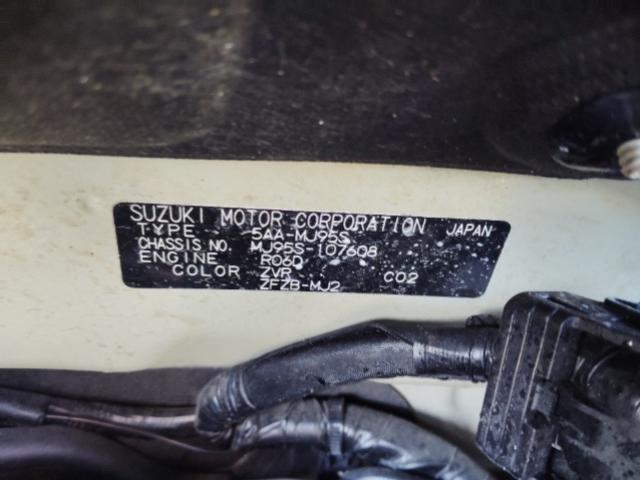 SUZUKI MOTOR CORPORATION JAPAN
TYPE 5AA-MJ95S
CHASSIS NO. MJ95S-107608
ENGINE R06D
COLOR ZVR C02
ZFZB-MJ2